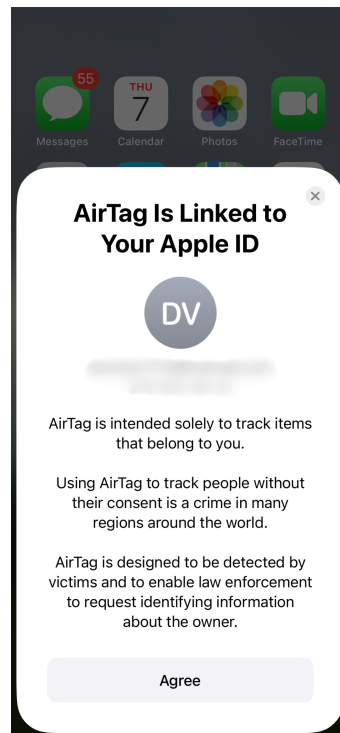 55
THU
7
Messages
Calendar
Photos
FaceTime
AirTag Is Linked to
Your Apple ID
DV
AirTag is intended solely to track items
that belong to you.
Using AirTag to track people without
their consent is a crime in many
regions around the world.
AirTag is designed to be detected by
victims and to enable law enforcement
to request identifying information
about the owner.
Agree